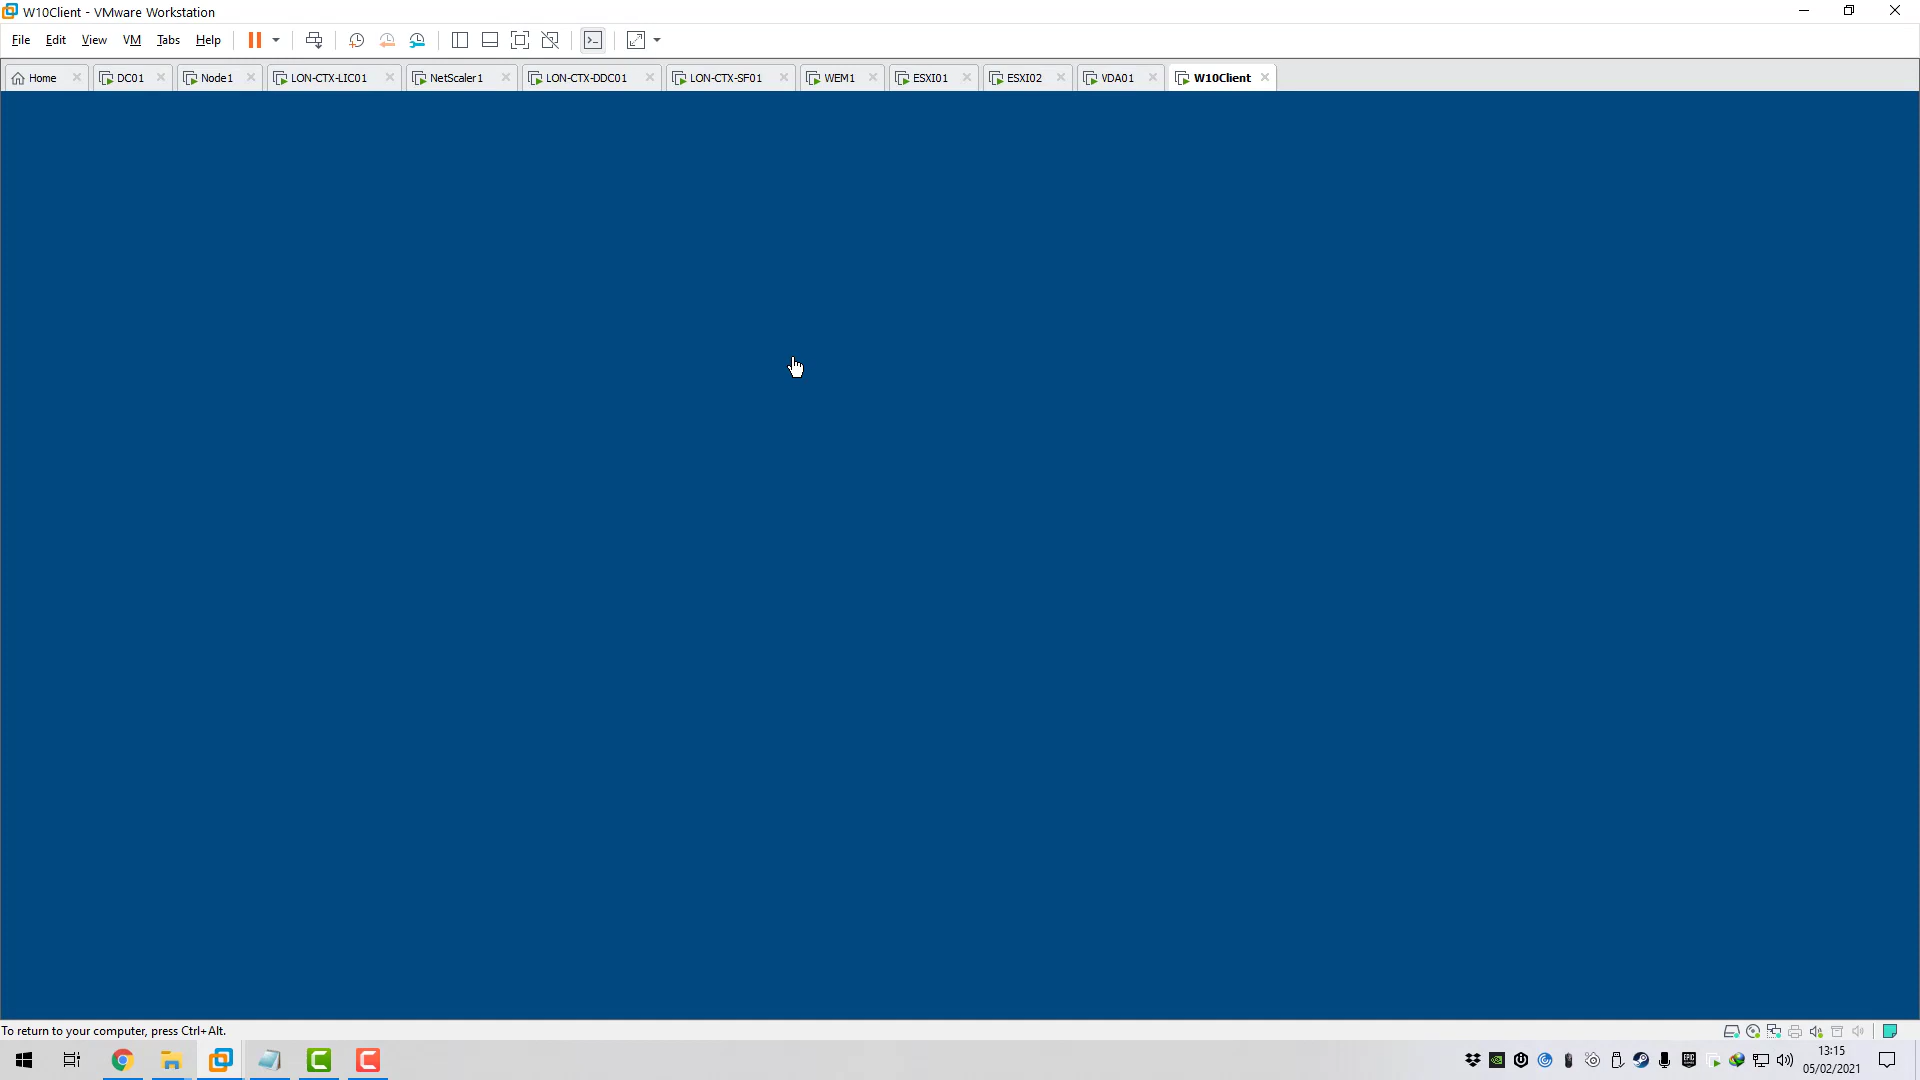 W10Client - VMware Workstation
File Edit View VM Tabs Help
Home DC01 Node1 LON-CTX-LIC01 NetScaler1 LON-CTX-DDC01 LON-CTX-SF01 WEM1 ESXI01 ESXI02 VDA01 W10Client
To return to your computer, press Ctrl+Alt.
13:15
05/02/2021